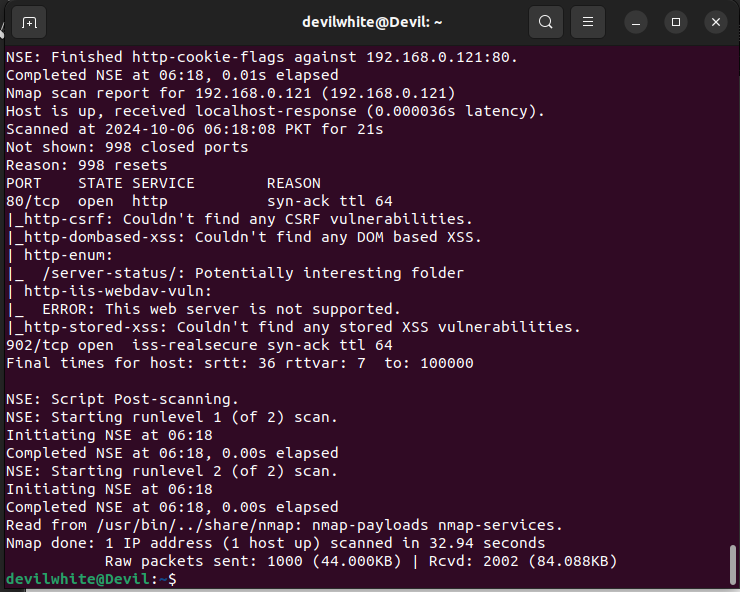 devilwhite@Devil: ~
NSE: Finished http-cookie-flags against 192.168.0.121:80.
Completed NSE at 06:18, 0.01s elapsed
Nmap scan report for 192.168.0.121 (192.168.0.121)
Host is up, received localhost-response (0.000036s latency).
Scanned at 2024-10-06 06:18:08 PKT for 21s
Not shown: 998 closed ports
Reason: 998 resets
PORT    STATE SERVICE        REASON
80/tcp  open  http           syn-ack ttl 64
|_http-csrf: Couldn't find any CSRF vulnerabilities.
|_http-dombased-xss: Couldn't find any DOM based XSS.
| http-enum:
|_  /server-status/: Potentially interesting folder
| http-iis-webdav-vuln:
|_  ERROR: This web server is not supported.
|_http-stored-xss: Couldn't find any stored XSS vulnerabilities.
902/tcp open  iss-realsecure syn-ack ttl 64
Final times for host: srtt: 36 rttvar: 7  to: 100000
NSE: Script Post-scanning.
NSE: Starting runlevel 1 (of 2) scan.
Initiating NSE at 06:18
Completed NSE at 06:18, 0.00s elapsed
NSE: Starting runlevel 2 (of 2) scan.
Initiating NSE at 06:18
Completed NSE at 06:18, 0.00s elapsed
Read from /usr/bin/../share/nmap: nmap-payloads nmap-services.
Nmap done: 1 IP address (1 host up) scanned in 32.94 seconds
           Raw packets sent: 1000 (44.000KB) | Rcvd: 2002 (84.088KB)
devilwhite@Devil:~$